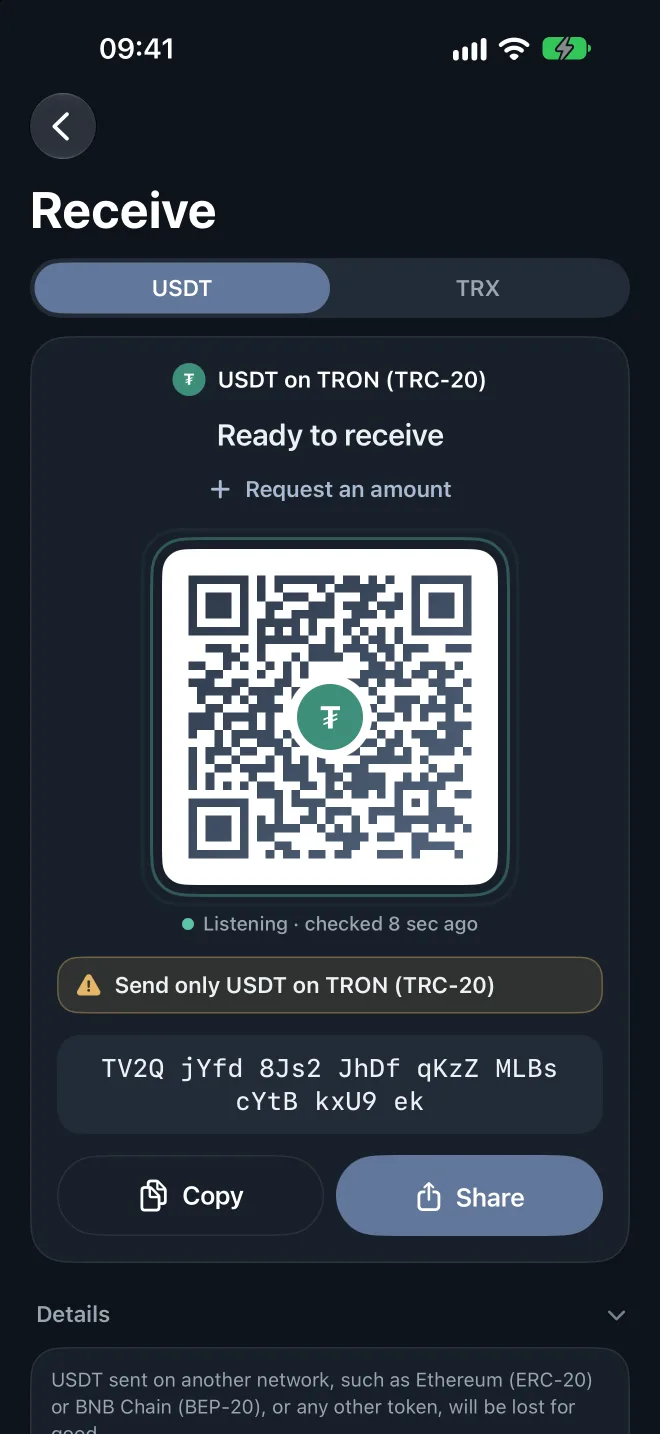 09:41
Receive
USDT
TRX
USDT on TRON (TRC-20)
Ready to receive
Request an amount
Listening · checked 8 sec ago
Send only USDT on TRON (TRC-20)
TV2Q jYfd 8Js2 JhDf qKzZ MLBs
cYtB kxU9 ek
Copy
Share
Details
USDT sent on another network, such as Ethereum (ERC-20)
or BNB Chain (BEP-20), or any other token, will be lost for
good.